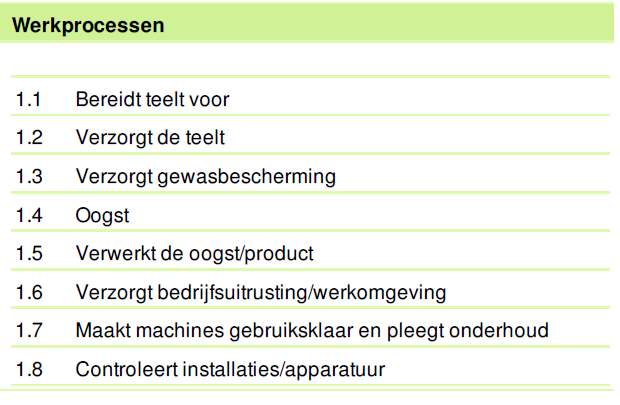 Werkprocessen
1.1 Bereidt teelt voor
1.2 Verzorgt de teelt
1.3 Verzorgt gewasbescherming
1.4 Oogst
1.5 Verwerkt de oogst/product
1.6 Verzorgt bedrijfsuitrusting/werkomgeving
1.7 Maakt machines gebruiksklaar en pleegt onderhoud
1.8 Controleert installaties/apparatuur